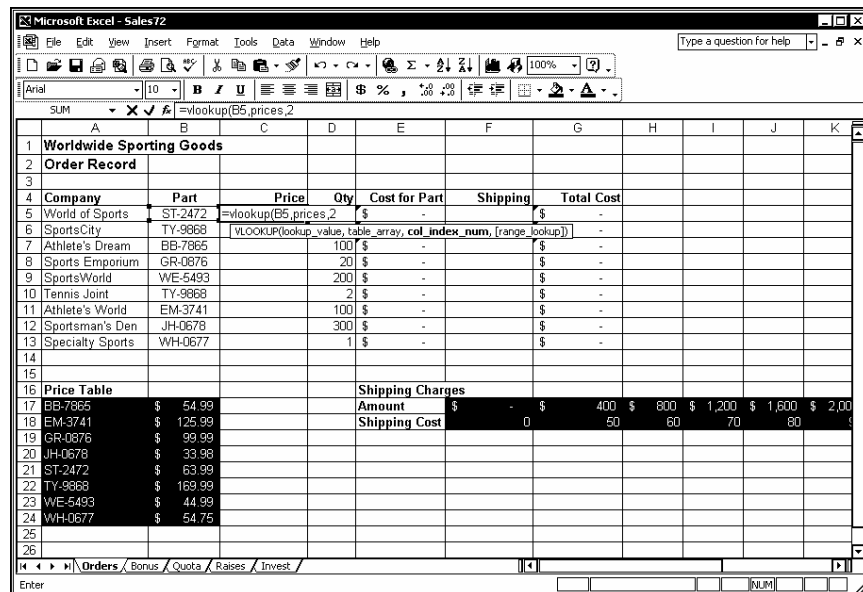 Microsoft Excel - Sales72
File Edit View Insert Format Tools Data Window Help Type a question for help
100%
Arial 10 B I U $ % ,
SUM =vlookup(B5,prices,2
A B C D E F G H I J K
1 Worldwide Sporting Goods
2 Order Record
3
4 Company Part Price Qty Cost for Part Shipping Total Cost
5 World of Sports ST-2472 =vlookup(B5,prices,2 $ - $ -
6 SportsCity TY-9868 VLOOKUP(lookup_value, table_array, col_index_num, [range_lookup])
7 Athlete's Dream BB-7865 100 $ - $ -
8 Sports Emporium GR-0876 20 $ - $ -
9 SportsWorld WE-5493 200 $ - $ -
10 Tennis Joint TY-9868 2 $ - $ -
11 Athlete's World EM-3741 100 $ - $ -
12 Sportsman's Den JH-0678 300 $ - $ -
13 Specialty Sports WH-0677 1 $ - $ -
14
15
16 Price Table Shipping Charges
17 BB-7865 $ 54.99 Amount $ - $ 400 $ 800 $ 1,200 $ 1,600 $ 2,00
18 EM-3741 $ 125.99 Shipping Cost 0 50 60 70 80
19 GR-0876 $ 99.99
20 JH-0678 $ 33.98
21 ST-2472 $ 63.99
22 TY-9868 $ 169.99
23 WE-5493 $ 44.99
24 WH-0677 $ 54.75
25
26
Orders Bonus Quota Raises Invest
Enter NUM